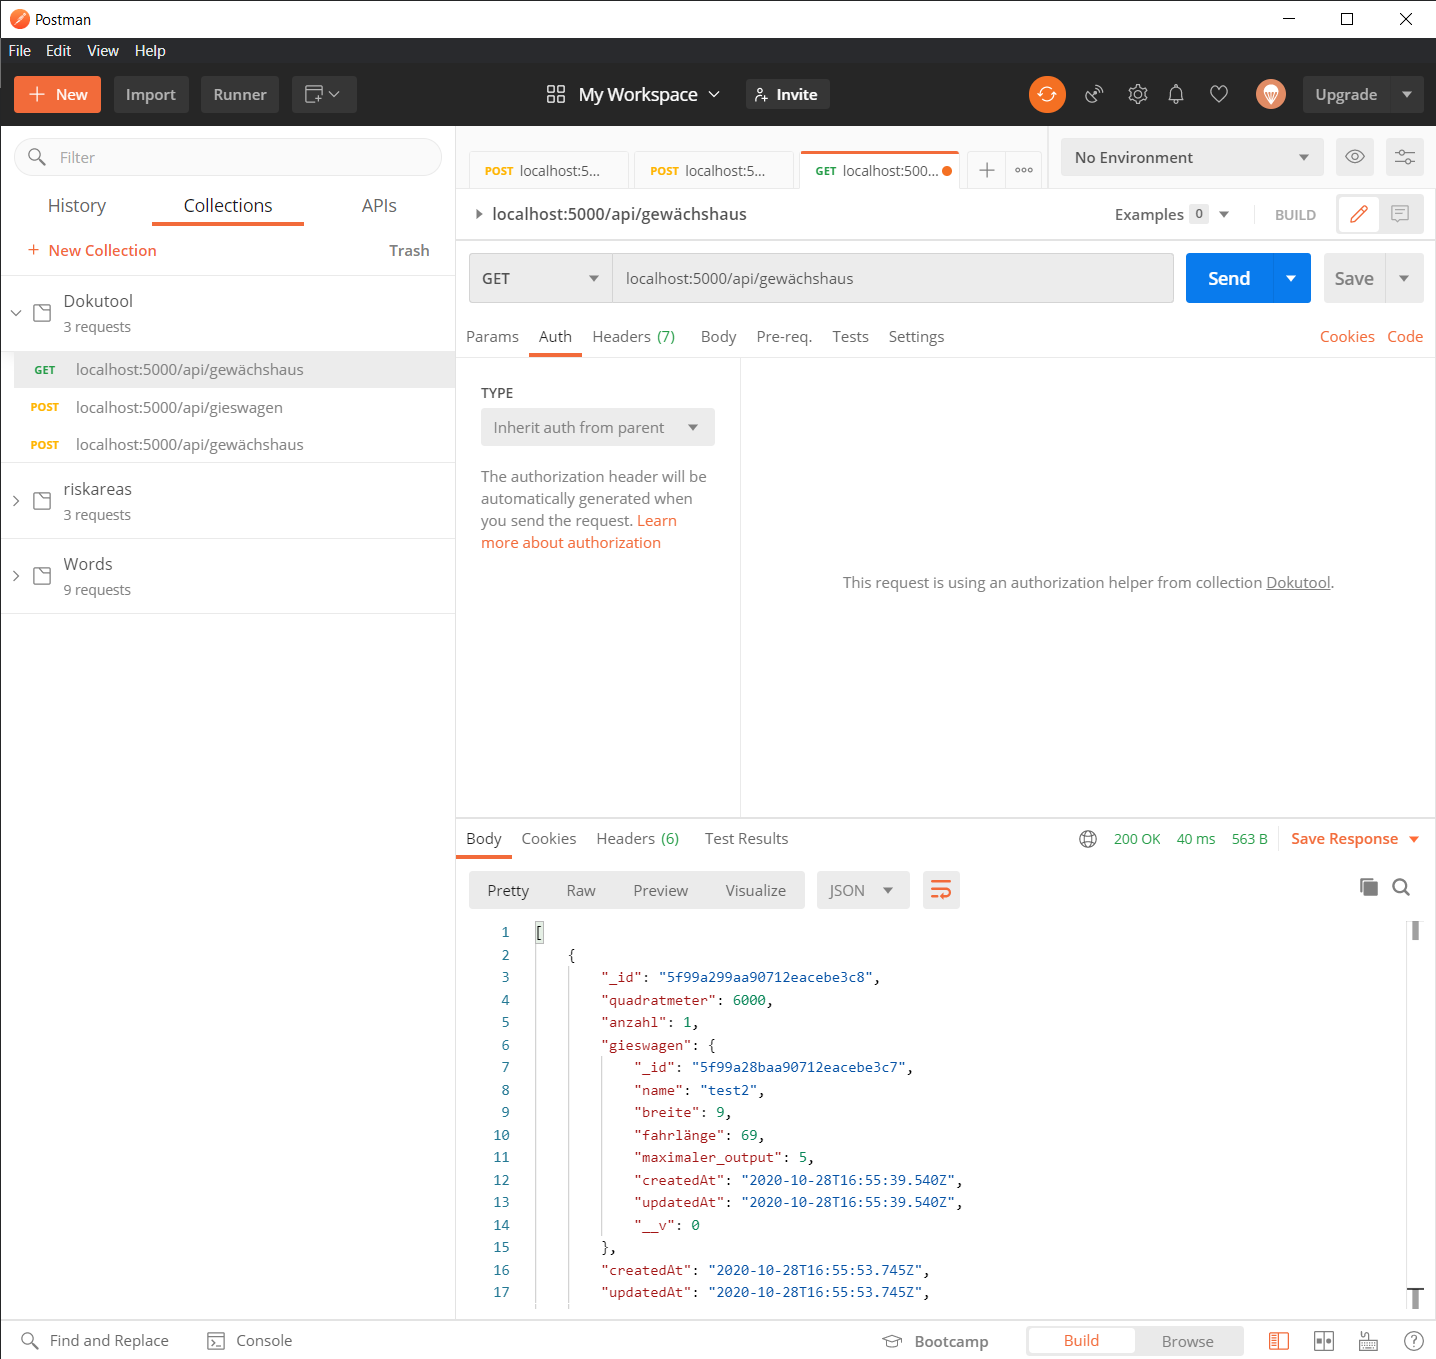 Postman
File Edit View Help
New Import Runner My Workspace Invite Upgrade
Filter
History Collections APIs
+ New Collection Trash
Dokutool
3 requests
GET localhost:5000/api/gewächshaus
POST localhost:5000/api/gieswagen
POST localhost:5000/api/gewächshaus
riskareas
3 requests
Words
9 requests
POST localhost:5... POST localhost:5... GET localhost:500... No Environment
localhost:5000/api/gewächshaus Examples 0 BUILD
GET localhost:5000/api/gewächshaus Send Save
Params Auth Headers (7) Body Pre-req. Tests Settings Cookies Code
TYPE
Inherit auth from parent
The authorization header will be
automatically generated when
you send the request. Learn
more about authorization
This request is using an authorization helper from collection Dokutool.
Body Cookies Headers (6) Test Results 200 OK 40 ms 563 B Save Response
Pretty Raw Preview Visualize JSON
1 [
2 {
3 "_id": "5f99a299aa90712eacebe3c8",
4 "quadratmeter": 6000,
5 "anzahl": 1,
6 "gieswagen": {
7 "_id": "5f99a28baa90712eacebe3c7",
8 "name": "test2",
9 "breite": 9,
10 "fahrlänge": 69,
11 "maximaler_output": 5,
12 "createdAt": "2020-10-28T16:55:39.540Z",
13 "updatedAt": "2020-10-28T16:55:39.540Z",
14 "__v": 0
15 },
16 "createdAt": "2020-10-28T16:55:53.745Z",
17 "updatedAt": "2020-10-28T16:55:53.745Z",
Find and Replace Console Bootcamp Build Browse